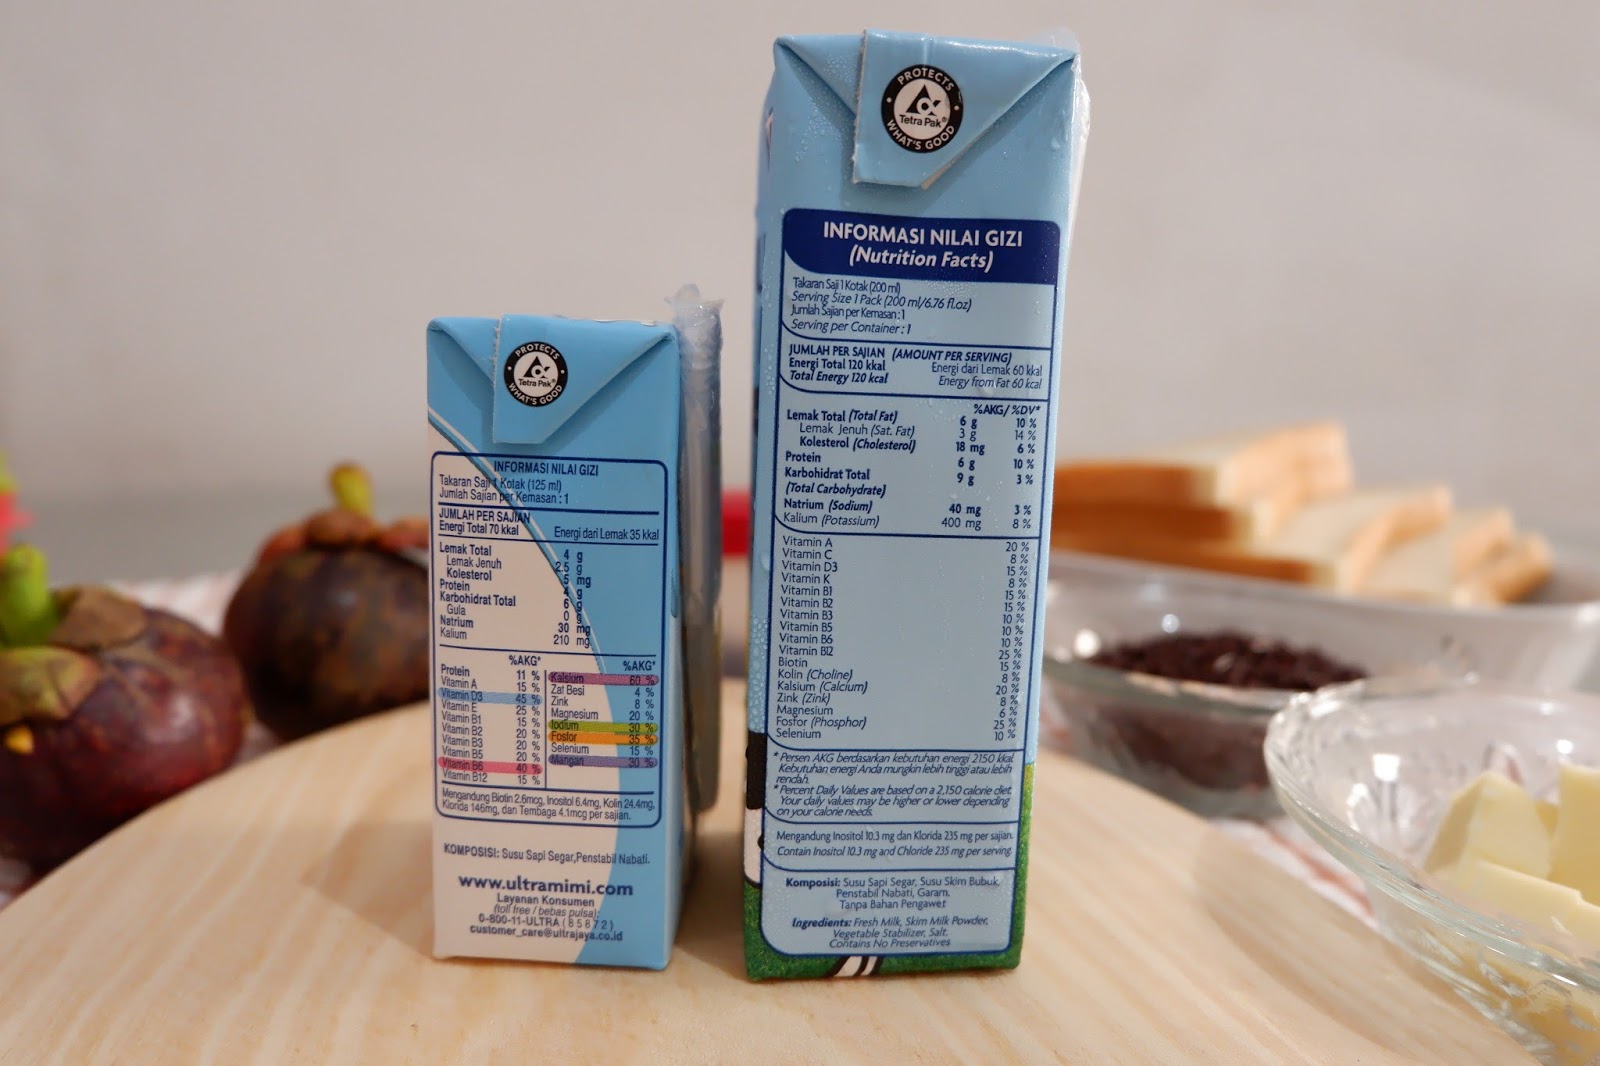 PROTECTS
Tetra Pak®
WHAT'S GOOD
INFORMASI NILAI GIZI
Takaran Saji 1 Kotak (125 ml)
Jumlah Sajian per Kemasan : 1
JUMLAH PER SAJIAN
Energi Total 70 kkal Energi dari Lemak 35 kkal
Lemak Total 4 g
Lemak Jenuh 2.5 g
Kolesterol 5 mg
Protein 4 g
Karbohidrat Total 6 g
Gula 0 g
Natrium 30 mg
Kalium 210 mg
%AKG* %AKG*
Protein 11 % Kalsium 60 %
Vitamin A 15 % Zat Besi 4 %
Vitamin D3 45 % Zink 8 %
Vitamin E 25 % Magnesium 20 %
Vitamin B1 15 % Iodium 30 %
Vitamin B2 20 % Fosfor 35 %
Vitamin B3 20 % Selenium 15 %
Vitamin B5 20 % Mangan 30 %
Vitamin B6 40 %
Vitamin B12 15 %
Mengandung Biotin 2.6mcg, Inositol 6.4mg, Kolin 24.4mg,
Klorida 146mg, dan Tembaga 4.1mcg per sajian.
KOMPOSISI: Susu Sapi Segar,Penstabil Nabati.
www.ultramimi.com
Layanan Konsumen
(toll free / bebas pulsa):
0-800-11-ULTRA (85872)
customer_care@ultrajaya.co.id
PROTECTS
Tetra Pak®
WHAT'S GOOD
INFORMASI NILAI GIZI
(Nutrition Facts)
Takaran Saji 1 Kotak (200 ml)
Serving Size 1 Pack (200 ml/6.76 fl.oz)
Jumlah Sajian per Kemasan : 1
Serving per Container : 1
JUMLAH PER SAJIAN (AMOUNT PER SERVING)
Energi Total 120 kkal Energi dari Lemak 60 kkal
Total Energy 120 kcal Energy from Fat 60 kcal
%AKG/ %DV*
Lemak Total (Total Fat) 6 g 10 %
Lemak Jenuh (Sat. Fat) 3 g 14 %
Kolesterol (Cholesterol) 18 mg 6 %
Protein 6 g 10 %
Karbohidrat Total 9 g 3 %
(Total Carbohydrate)
Natrium (Sodium) 40 mg 3 %
Kalium (Potassium) 400 mg 8 %
Vitamin A 20 %
Vitamin C 8 %
Vitamin D3 15 %
Vitamin K 8 %
Vitamin B1 15 %
Vitamin B2 15 %
Vitamin B3 10 %
Vitamin B5 10 %
Vitamin B6 10 %
Vitamin B12 25 %
Biotin 15 %
Kolin (Choline) 8 %
Kalsium (Calcium) 20 %
Zink (Zink) 8 %
Magnesium 6 %
Fosfor (Phosphor) 25 %
Selenium 10 %
* Persen AKG berdasarkan kebutuhan energi 2150 kkal.
Kebutuhan energi Anda mungkin lebih tinggi atau lebih
rendah.
* Percent Daily Values are based on a 2,150 calorie diet.
Your daily values may be higher or lower depending
on your calorie needs.
Mengandung Inositol 10.3 mg dan Klorida 235 mg per sajian.
Contain Inositol 10.3 mg and Chloride 235 mg per serving.
Komposisi: Susu Sapi Segar, Susu Skim Bubuk,
Penstabil Nabati, Garam.
Tanpa Bahan Pengawet
Ingredients: Fresh Milk, Skim Milk Powder,
Vegetable Stabilizer, Salt.
Contains No Preservatives